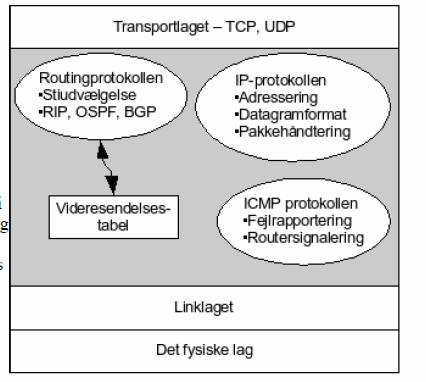 Transportlaget – TCP, UDP
Routingprotokollen
▪Stiudvælgelse
▪RIP, OSPF, BGP
IP-protokollen
▪Adressering
▪Datagramformat
▪Pakkehåndtering
Videresendelses-
tabel
ICMP protokollen
▪Fejlrapportering
▪Routersignalering
Linklaget
Det fysiske lag